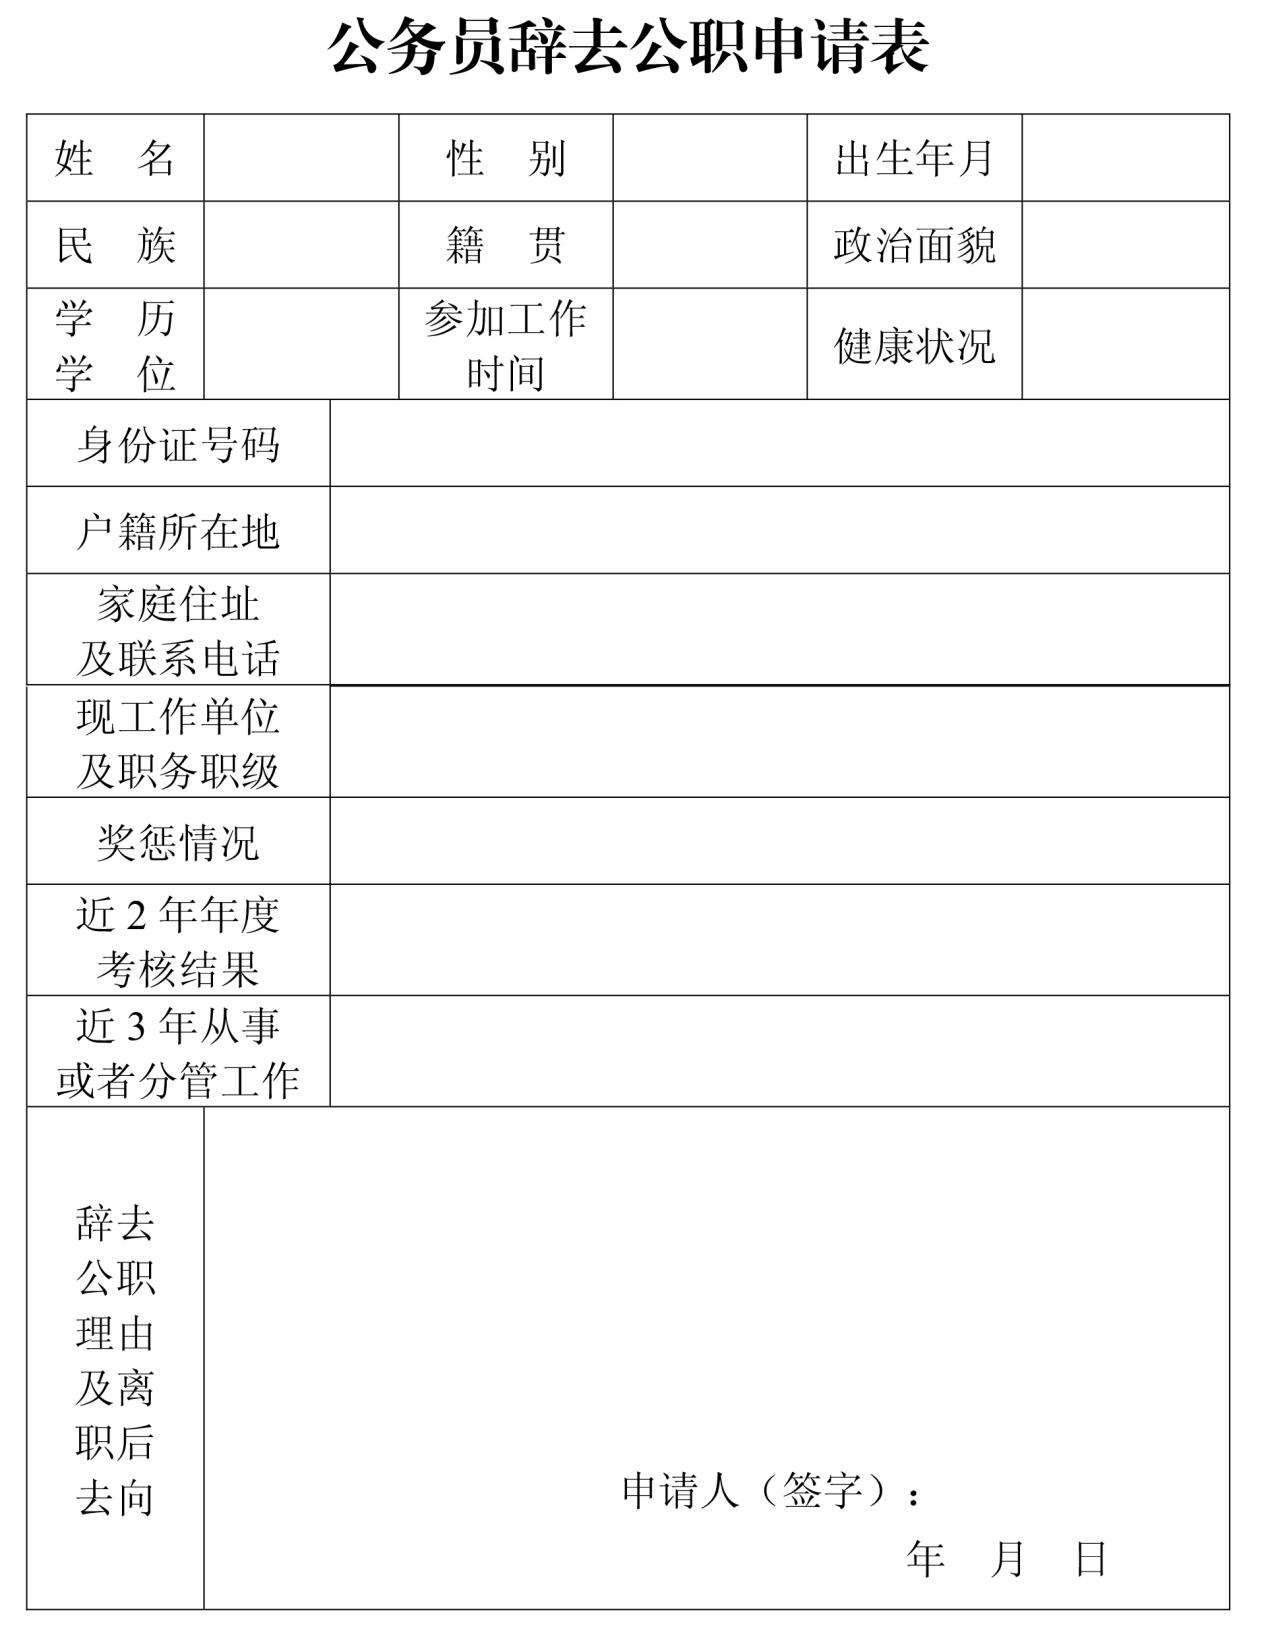 公务员辞去公职申请表
姓 名 性 别 出生年月
民 族 籍 贯 政治面貌
学 历
学 位
参加工作
时间
健康状况
身份证号码
户籍所在地
家庭住址
及联系电话
现工作单位
及职务职级
奖惩情况
近 2 年年度
考核结果
近 3 年从事
或者分管工作
辞去
公职
理由
及离
职后
去向
申请人（签字）:
年 月 日